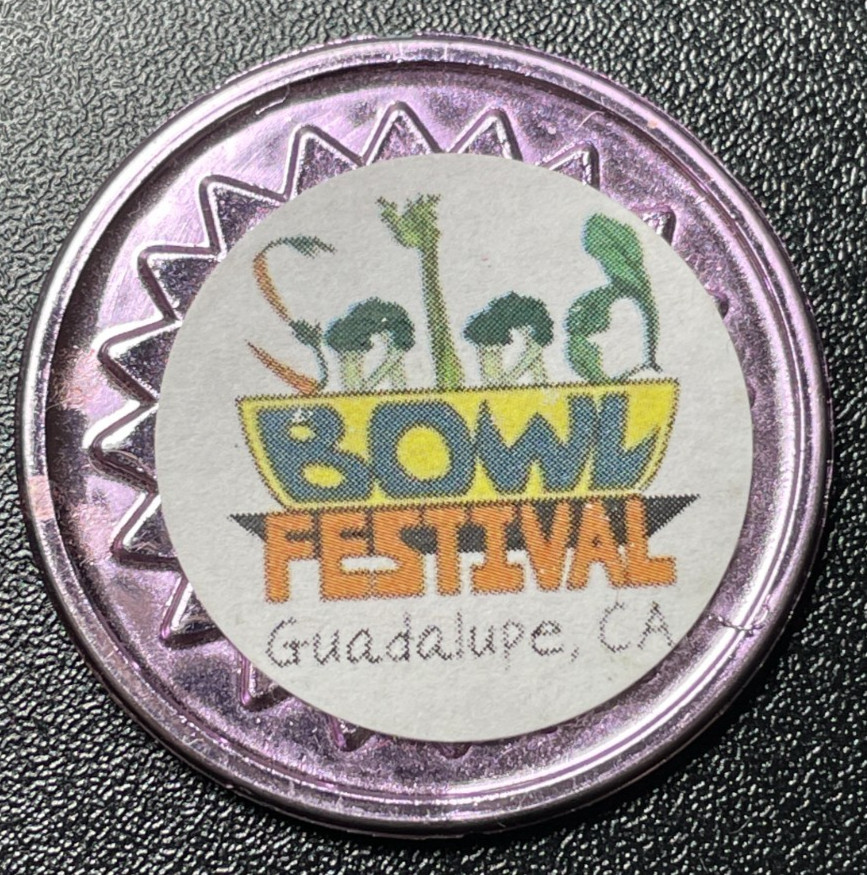 Salad
BOWL
FESTIVAL
Guadalupe, CA